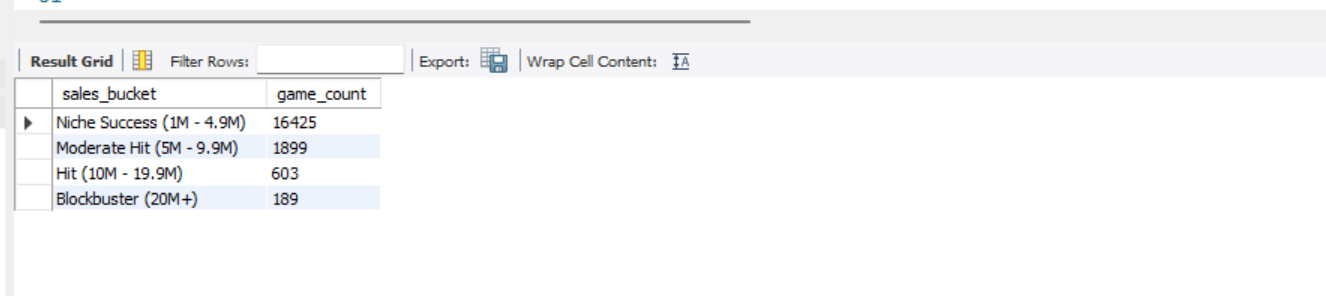 Result Grid Filter Rows: Export: Wrap Cell Content:
sales_bucket game_count
Niche Success (1M - 4.9M) 16425
Moderate Hit (5M - 9.9M) 1899
Hit (10M - 19.9M) 603
Blockbuster (20M+) 189